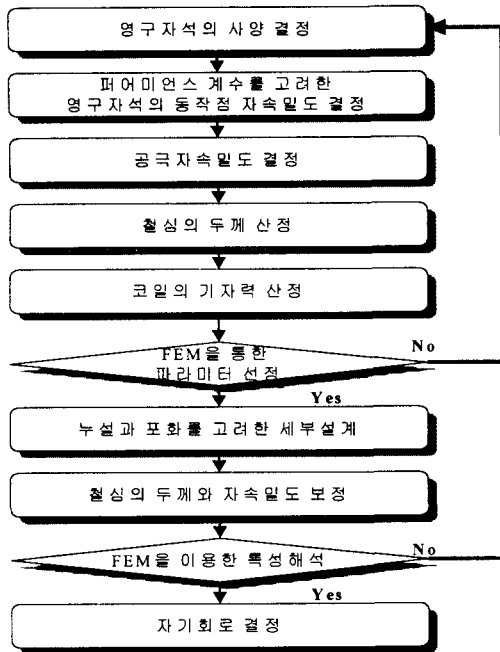 영구자석의 사양 결정
퍼어미언스 계수를 고려한
영구자석의 동작점 자속밀도 결정
공극자속밀도 결정
철심의 두께 산정
코일의 기자력 산정
FEM을 통한
파라미터 선정
No
Yes
누설과 포화를 고려한 세부설계
철심의 두께와 자속밀도 보정
FEM을 이용한 특성해석
No
Yes
자기회로 결정